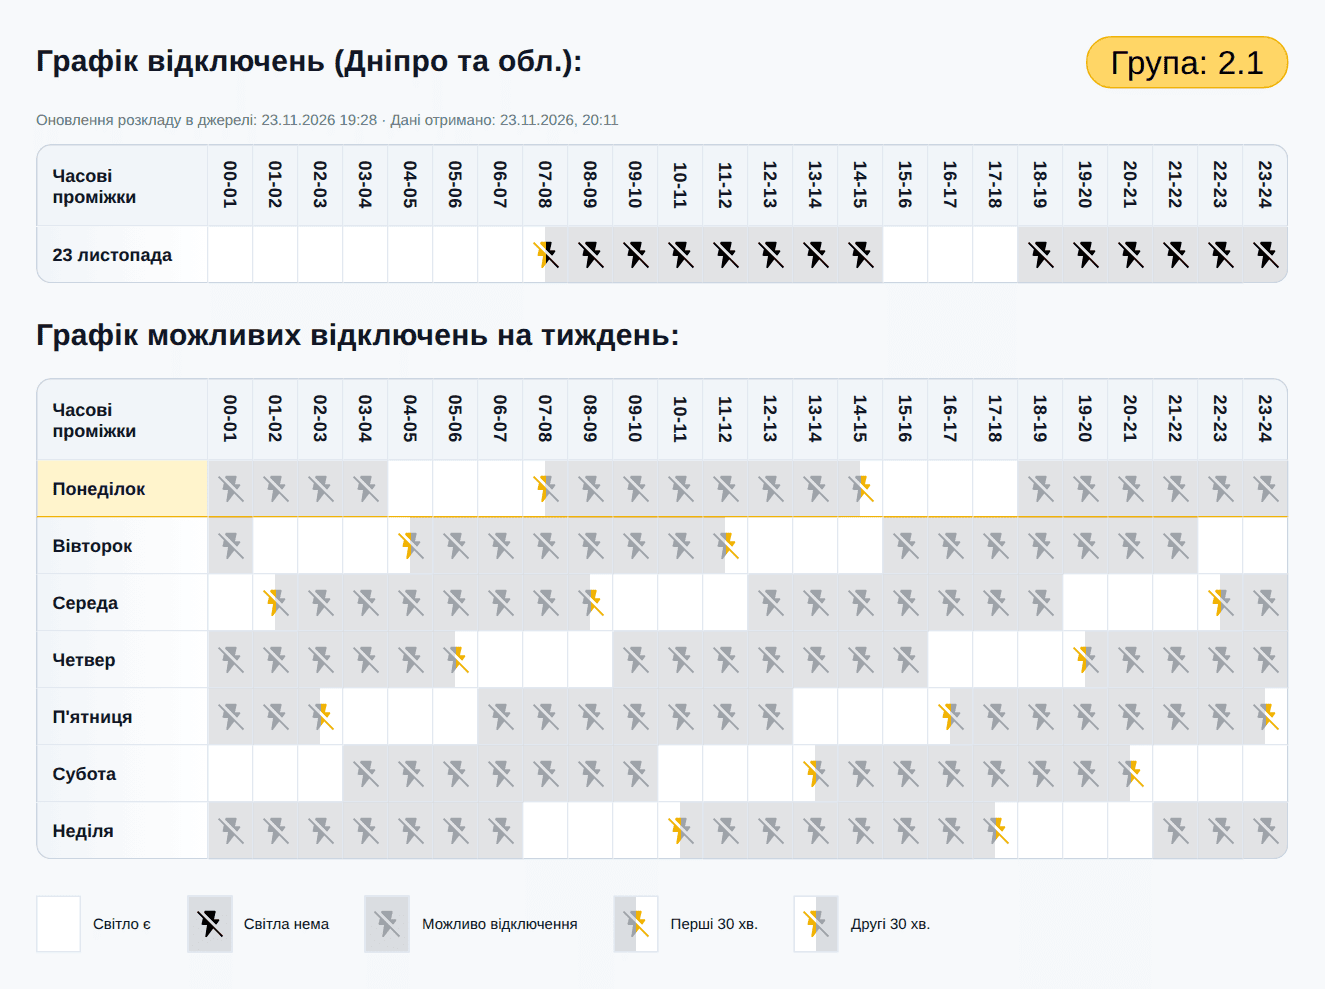 Графік відключень (Дніпро та обл.):
Група: 2.1
Оновлення розкладу в джерелі: 23.11.2026 19:28 · Дані отримано: 23.11.2026, 20:11
Часові проміжки 00-01 01-02 02-03 03-04 04-05 05-06 06-07 07-08 08-09 09-10 10-11 11-12 12-13 13-14 14-15 15-16 16-17 17-18 18-19 19-20 20-21 21-22 22-23 23-24
23 листопада
Графік можливих відключень на тиждень:
Часові проміжки 00-01 01-02 02-03 03-04 04-05 05-06 06-07 07-08 08-09 09-10 10-11 11-12 12-13 13-14 14-15 15-16 16-17 17-18 18-19 19-20 20-21 21-22 22-23 23-24
Понеділок
Вівторок
Середа
Четвер
П'ятниця
Субота
Неділя
Світло є Світла нема Можливо відключення Перші 30 хв. Другі 30 хв.